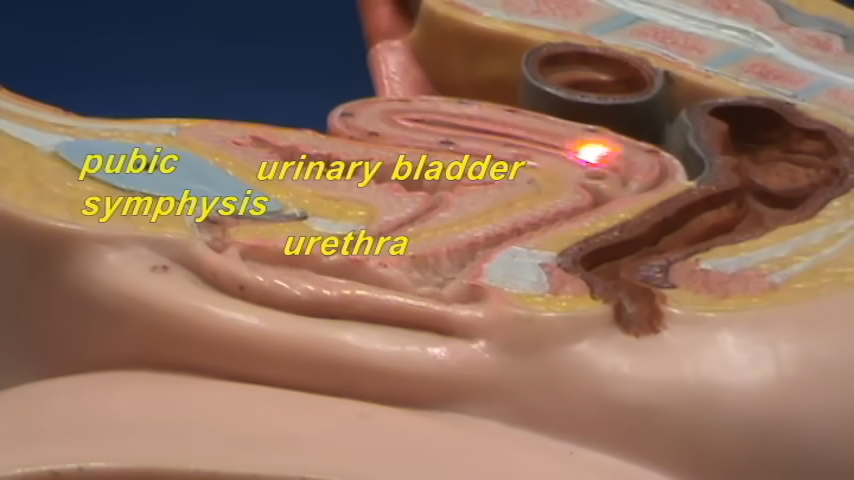 pubic
symphysis
urinary bladder
urethra